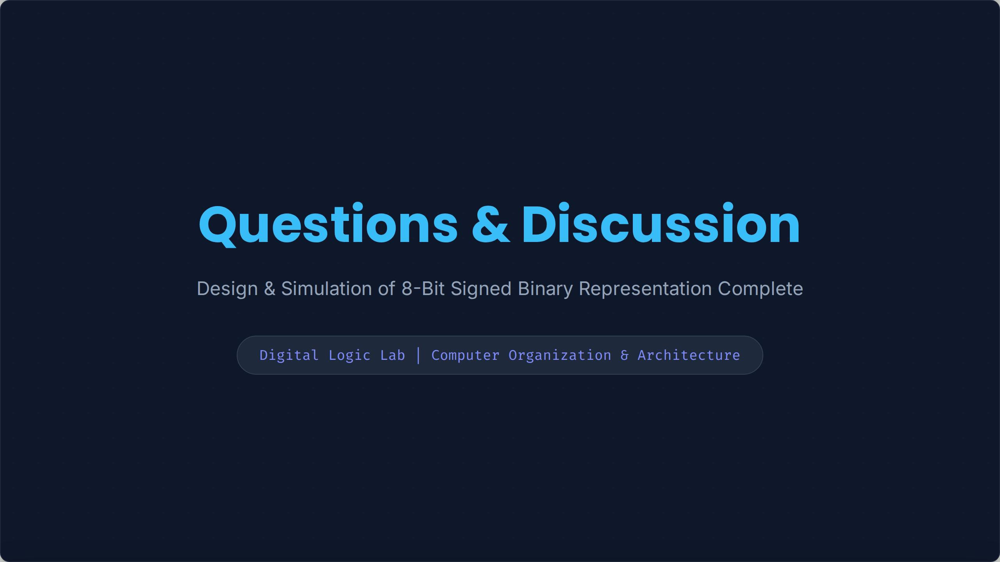 Questions & Discussion
Design & Simulation of 8-Bit Signed Binary Representation Complete
Digital Logic Lab | Computer Organization & Architecture